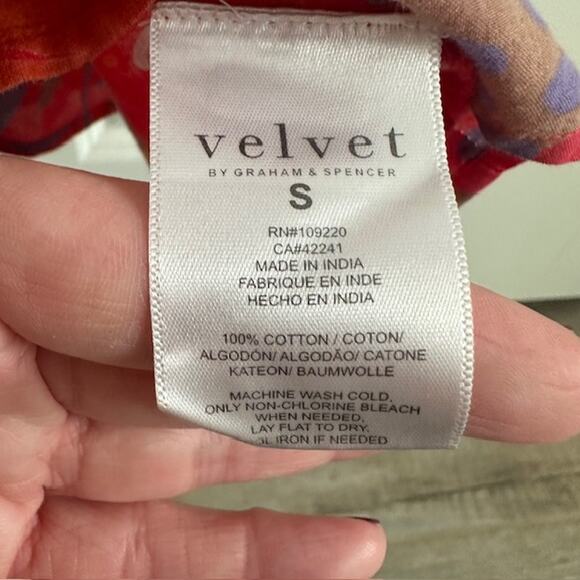 velvet
BY GRAHAM & SPENCER
S
RN#109220
CA#42241
MADE IN INDIA
FABRIQUE EN INDE
HECHO EN INDIA
100% COTTON / COTON/
ALGODÓN/ ALGODÃO/ CATONE
KATEON/ BAUMWOLLE
MACHINE WASH COLD,
ONLY NON-CHLORINE BLEACH
WHEN NEEDED,
LAY FLAT TO DRY,
IRON IF NEEDED